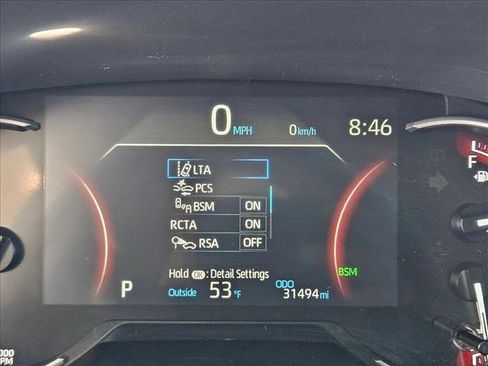 0 MPH 0 km/h 8:46
LTA
PCS
BSM ON
RCTA ON
RSA OFF
Hold OK : Detail Settings
BSM
P Outside 53 °F ODO 31494 mi
F